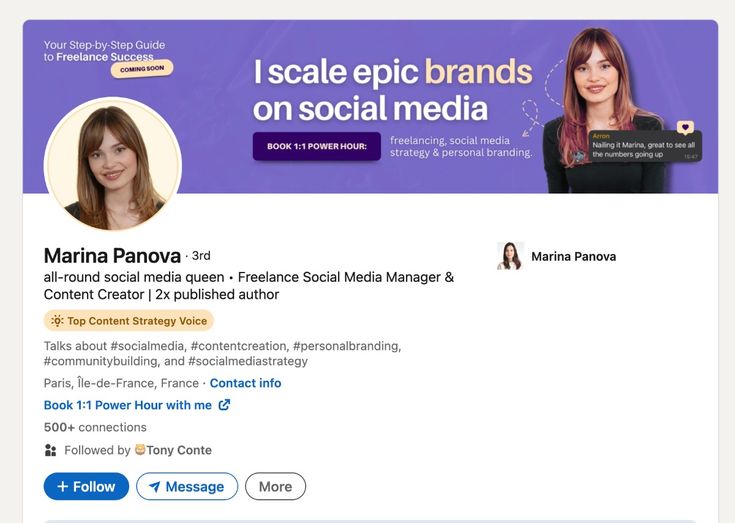 Your Step-by-Step Guide
to Freelance Success
COMING SOON
I scale epic brands
on social media
BOOK 1:1 POWER HOUR:
freelancing, social media
strategy & personal branding.
Arron
Nailing it Marina, great to see all
the numbers going up
16:47
Marina Panova · 3rd
all-round social media queen • Freelance Social Media Manager &
Content Creator | 2x published author
Top Content Strategy Voice
Talks about #socialmedia, #contentcreation, #personalbranding,
#communitybuilding, and #socialmediastrategy
Paris, Île-de-France, France · Contact info
Book 1:1 Power Hour with me
500+ connections
Followed by Tony Conte
+ Follow
Message
More
Marina Panova